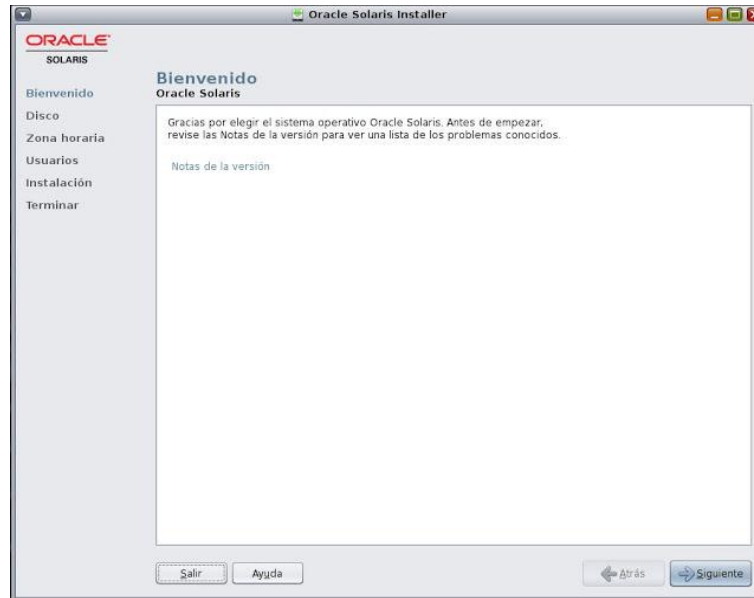 Oracle Solaris Installer
ORACLE
SOLARIS
Bienvenido
Disco
Zona horaria
Usuarios
Instalación
Terminar
Bienvenido
Oracle Solaris
Gracias por elegir el sistema operativo Oracle Solaris. Antes de empezar,
revise las Notas de la versión para ver una lista de los problemas conocidos.
Notas de la versión
Salir
Ayuda
Atrás
Siguiente